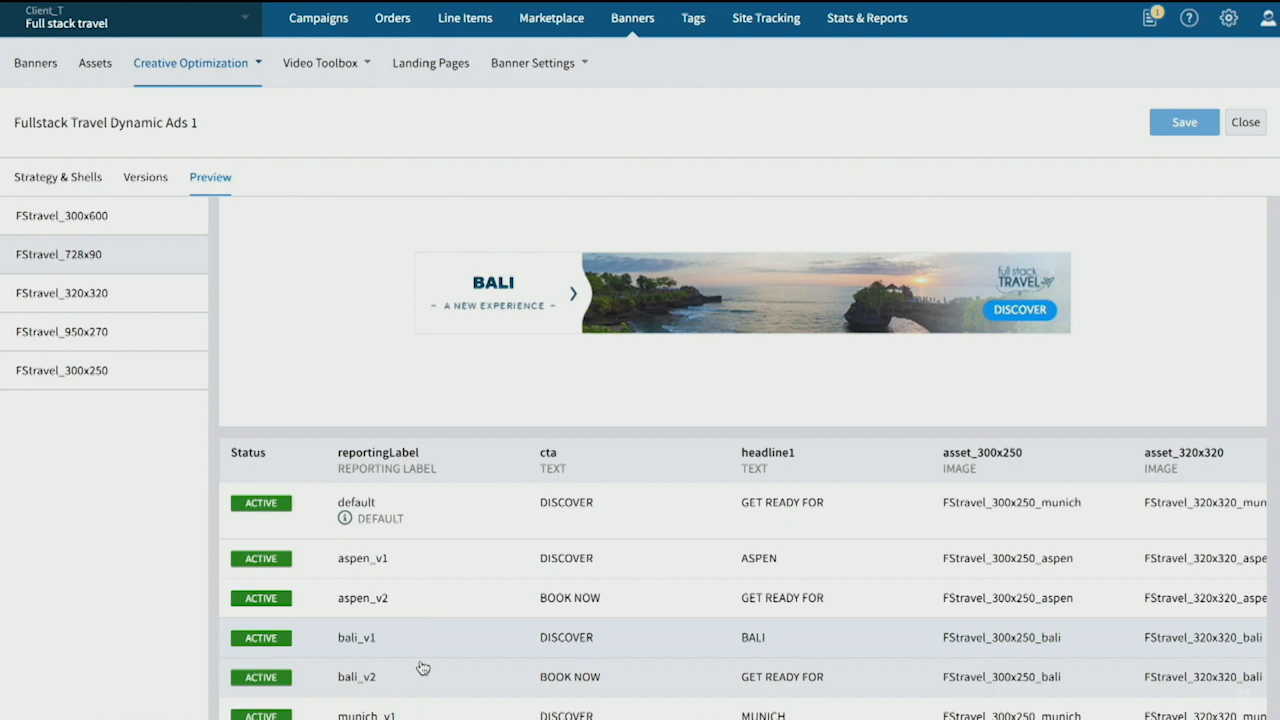 Client_T
Full stack travel
Campaigns Orders Line Items Marketplace Banners Tags Site Tracking Stats & Reports
1
?
Banners Assets Creative Optimization Video Toolbox Landing Pages Banner Settings
Fullstack Travel Dynamic Ads 1
Save Close
Strategy & Shells Versions Preview
FStravel_300x600
FStravel_728x90
FStravel_320x320
FStravel_950x270
FStravel_300x250
BALI
– A NEW EXPERIENCE –
full stack
TRAVEL
DISCOVER
Status reportingLabel cta headline1 asset_300x250 asset_320x320
REPORTING LABEL TEXT TEXT IMAGE IMAGE
ACTIVE default DISCOVER GET READY FOR FStravel_300x250_munich FStravel_320x320_mun
DEFAULT
ACTIVE aspen_v1 DISCOVER ASPEN FStravel_300x250_aspen FStravel_320x320_aspe
ACTIVE aspen_v2 BOOK NOW GET READY FOR FStravel_300x250_aspen FStravel_320x320_aspe
ACTIVE bali_v1 DISCOVER BALI FStravel_300x250_bali FStravel_320x320_bali
ACTIVE bali_v2 BOOK NOW GET READY FOR FStravel_300x250_bali FStravel_320x320_bali
ACTIVE munich_v1 DISCOVER MUNICH FStravel_300x250_munich FStravel_320x320_mun